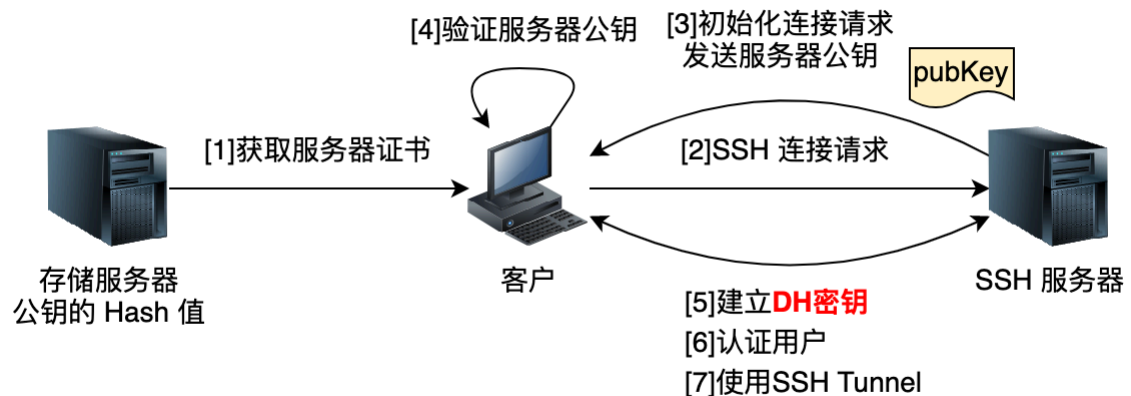 [4]验证服务器公钥
[3]初始化连接请求
发送服务器公钥
pubKey
[1]获取服务器证书
[2]SSH 连接请求
存储服务器
公钥的 Hash 值
客户
SSH 服务器
[5]建立DH密钥
[6]认证用户
[7]使用SSH Tunnel